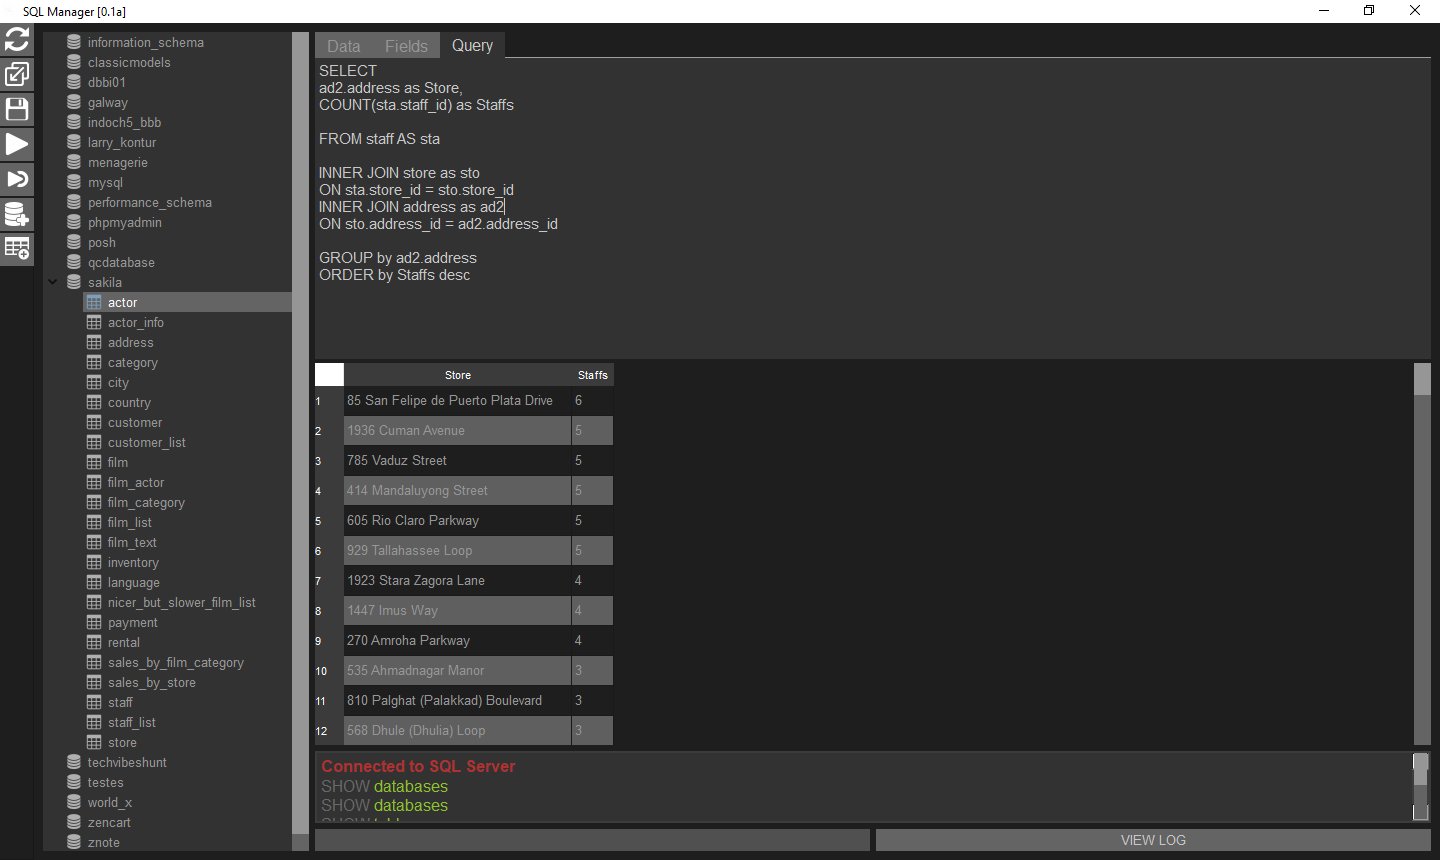 SQL Manager [0.1a]
information_schema
classicmodels
dbbi01
galway
indoch5_bbb
larry_kontur
menagerie
mysql
performance_schema
phpmyadmin
posh
qcdatabase
sakila
actor
actor_info
address
category
city
country
customer
customer_list
film
film_actor
film_category
film_list
film_text
inventory
language
nicer_but_slower_film_list
payment
rental
sales_by_film_category
sales_by_store
staff
staff_list
store
techvibeshunt
testes
world_x
zencart
znote
Data Fields Query
SELECT
ad2.address as Store,
COUNT(sta.staff_id) as Staffs
FROM staff AS sta
INNER JOIN store as sto
ON sta.store_id = sto.store_id
INNER JOIN address as ad2
ON sto.address_id = ad2.address_id
GROUP by ad2.address
ORDER by Staffs desc
Store Staffs
1 85 San Felipe de Puerto Plata Drive 6
2 1936 Cuman Avenue 5
3 785 Vaduz Street 5
4 414 Mandaluyong Street 5
5 605 Rio Claro Parkway 5
6 929 Tallahassee Loop 5
7 1923 Stara Zagora Lane 4
8 1447 Imus Way 4
9 270 Amroha Parkway 4
10 535 Ahmadnagar Manor 3
11 810 Palghat (Palakkad) Boulevard 3
12 568 Dhule (Dhulia) Loop 3
Connected to SQL Server
SHOW databases
SHOW databases
VIEW LOG